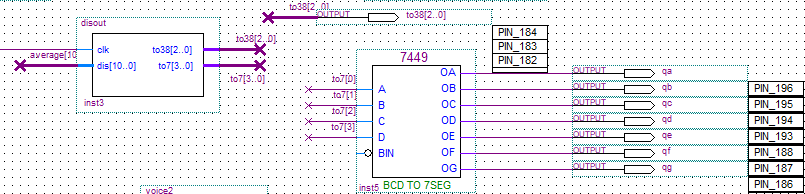 disout
clk
to38[2..0]
.average[10
dis[10..0]
to7[3..0]
inst3
to38[2..0]
to7[3..0]
to38[2..0]
OUTPUT
to38[2..0]
PIN_184
PIN_183
PIN_182
7449
to7[0]
to7[1]
to7[2]
to7[3]
A
B
C
D
BIN
OA
OB
OC
OD
OE
OF
OG
inst5
BCD TO 7SEG
OUTPUT
qa
OUTPUT
qb
OUTPUT
qc
OUTPUT
qd
OUTPUT
qe
OUTPUT
qf
OUTPUT
qg
PIN_196
PIN_195
PIN_194
PIN_193
PIN_188
PIN_187
PIN_186
voice2